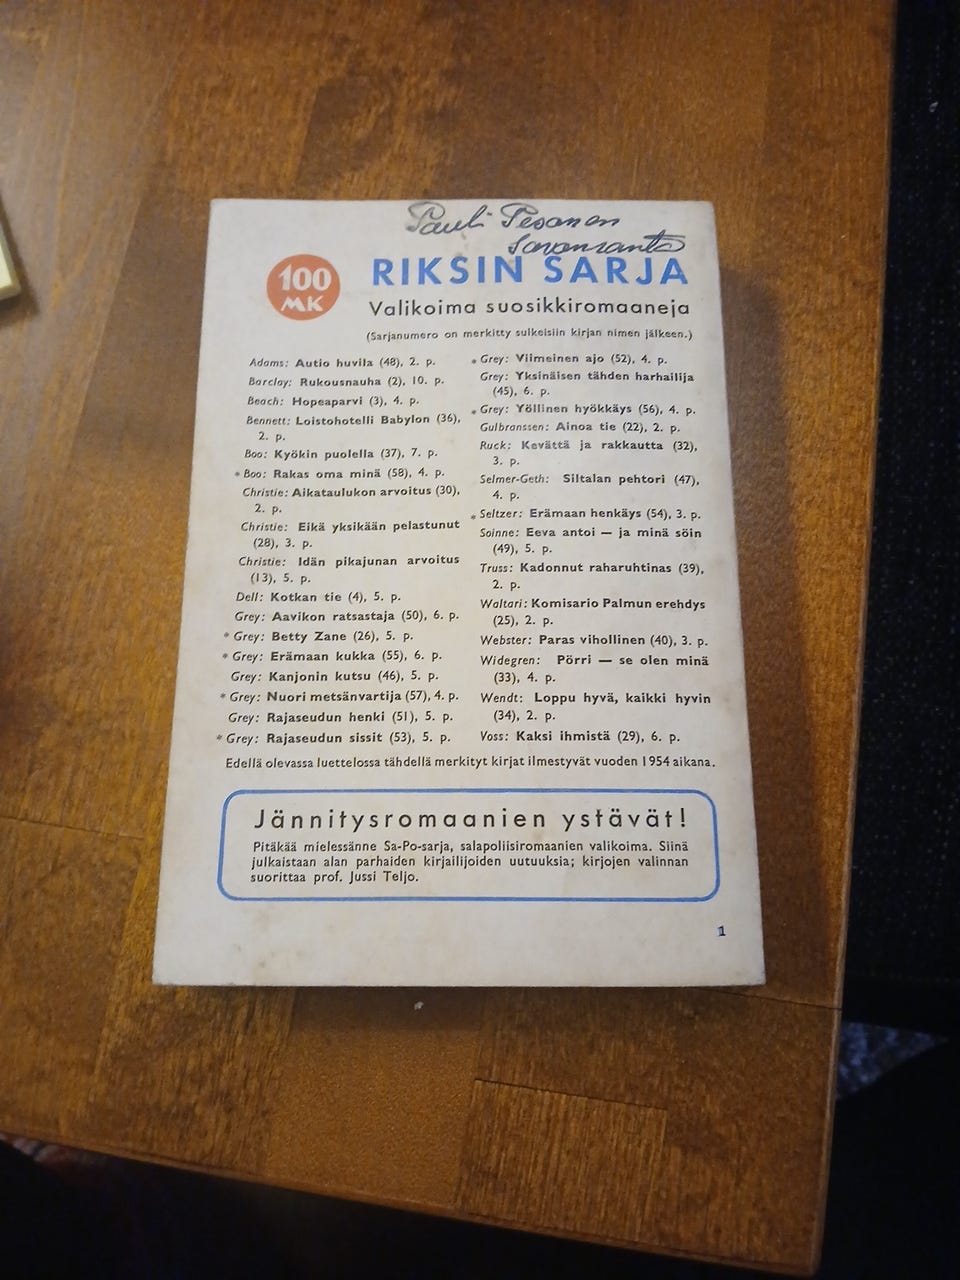 Pauli Pesonen
Savonranta
100
MK
RIKSIN SARJA
Valikoima suosikkiromaaneja
(Sarjanumero on merkitty sulkeisiin kirjan nimen jälkeen.)
Adams: Autio huvila (48), 2. p.
Barclay: Rukousnauha (2), 10. p.
Beach: Hopeaparvi (3), 4. p.
Bennett: Loistohotelli Babylon (36),
2. p.
Boo: Kyökin puolella (37), 7. p.
* Boo: Rakas oma minä (58), 4. p.
Christie: Aikataulukon arvoitus (30),
2. p.
Christie: Eikä yksikään pelastunut
(28), 3. p.
Christie: Idän pikajunan arvoitus
(13), 5. p.
Dell: Kotkan tie (4), 5. p.
Grey: Aavikon ratsastaja (50), 6. p.
* Grey: Betty Zane (26), 5. p.
* Grey: Erämaan kukka (55), 6. p.
Grey: Kanjonin kutsu (46), 5. p.
* Grey: Nuori metsänvartija (57), 4. p.
Grey: Rajaseudun henki (51), 5. p.
* Grey: Rajaseudun sissit (53), 5. p.
* Grey: Viimeinen ajo (52), 4. p.
Grey: Yksinäisen tähden harhailija
(45), 6. p.
* Grey: Yöllinen hyökkäys (56), 4. p.
Gulbranssen: Ainoa tie (22), 2. p.
Ruck: Kevättä ja rakkautta (32),
3. p.
Selmer-Geth: Siltalan pehtori (47),
4. p.
* Seltzer: Erämaan henkäys (54), 3. p.
Soinne: Eeva antoi — ja minä söin
(49), 5. p.
Truss: Kadonnut raharuhtinas (39),
2. p.
Waltari: Komisario Palmun erehdys
(25), 2. p.
Webster: Paras vihollinen (40), 3. p.
Widegren: Pörri — se olen minä
(33), 4. p.
Wendt: Loppu hyvä, kaikki hyvin
(34), 2. p.
Voss: Kaksi ihmistä (29), 6. p.
Edellä olevassa luettelossa tähdellä merkityt kirjat ilmestyvät vuoden 1954 aikana.
Jännitysromaanien ystävät!
Pitäkää mielessänne Sa-Po-sarja, salapoliisiromaanien valikoima. Siinä
julkaistaan alan parhaiden kirjailijoiden uutuuksia; kirjojen valinnan
suorittaa prof. Jussi Teljo.
1